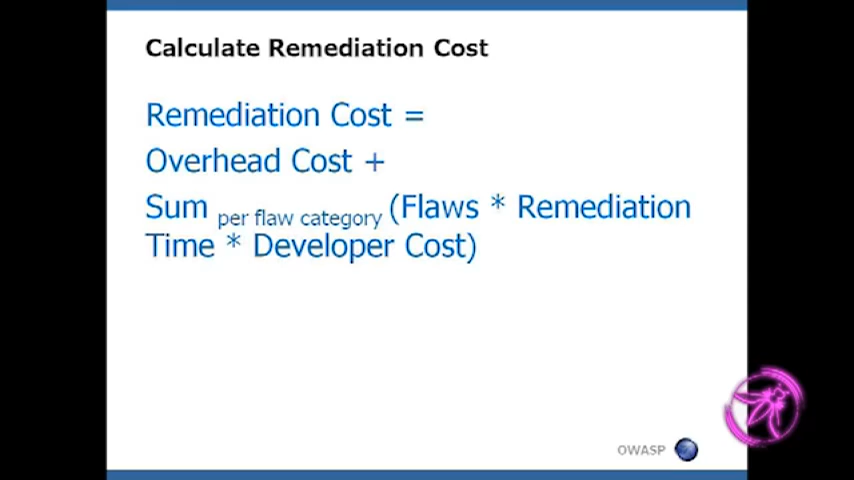 Calculate Remediation Cost
Remediation Cost =
Overhead Cost +
Sum per flaw category (Flaws * Remediation
Time * Developer Cost)
OWASP